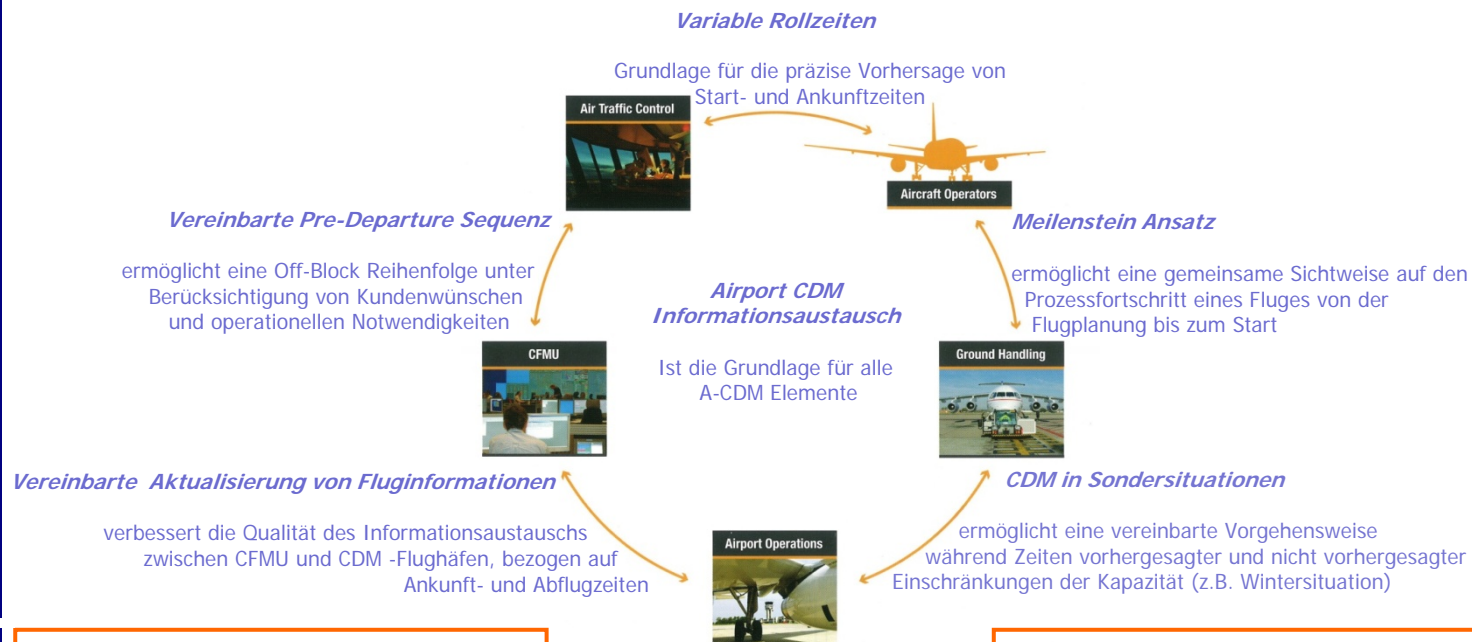 Variable Rollzeiten
Grundlage für die präzise Vorhersage von
Start- und Ankunftzeiten
Air Traffic Control
Aircraft Operators
Vereinbarte Pre-Departure Sequenz
ermöglicht eine Off-Block Reihenfolge unter
Berücksichtigung von Kundenwünschen
und operationellen Notwendigkeiten
Meilenstein Ansatz
ermöglicht eine gemeinsame Sichtweise auf den
Prozessfortschritt eines Fluges von der
Flugplanung bis zum Start
Airport CDM
Informationsaustausch
Ist die Grundlage für alle
A-CDM Elemente
CFMU
Ground Handling
Vereinbarte Aktualisierung von Fluginformationen
verbessert die Qualität des Informationsaustauschs
zwischen CFMU und CDM -Flughäfen, bezogen auf
Ankunft- und Abflugzeiten
CDM in Sondersituationen
ermöglicht eine vereinbarte Vorgehensweise
während Zeiten vorhergesagter und nicht vorhergesagter
Einschränkungen der Kapazität (z.B. Wintersituation)
Airport Operations